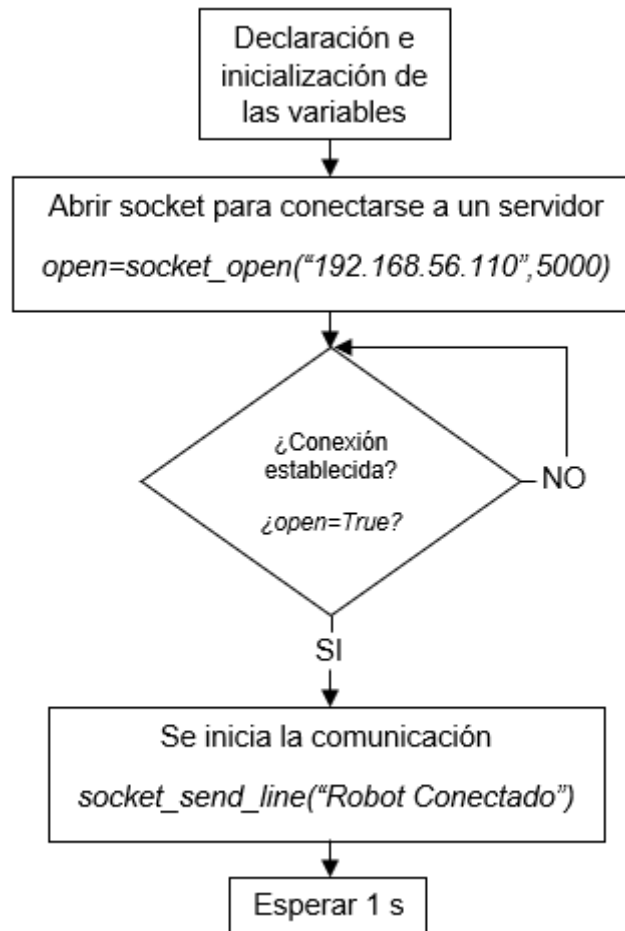 Declaración e
inicialización de
las variables
Abrir socket para conectarse a un servidor
open=socket_open(“192.168.56.110”,5000)
¿Conexión
establecida?
¿open=True?
NO
SI
Se inicia la comunicación
socket_send_line(“Robot Conectado”)
Esperar 1 s